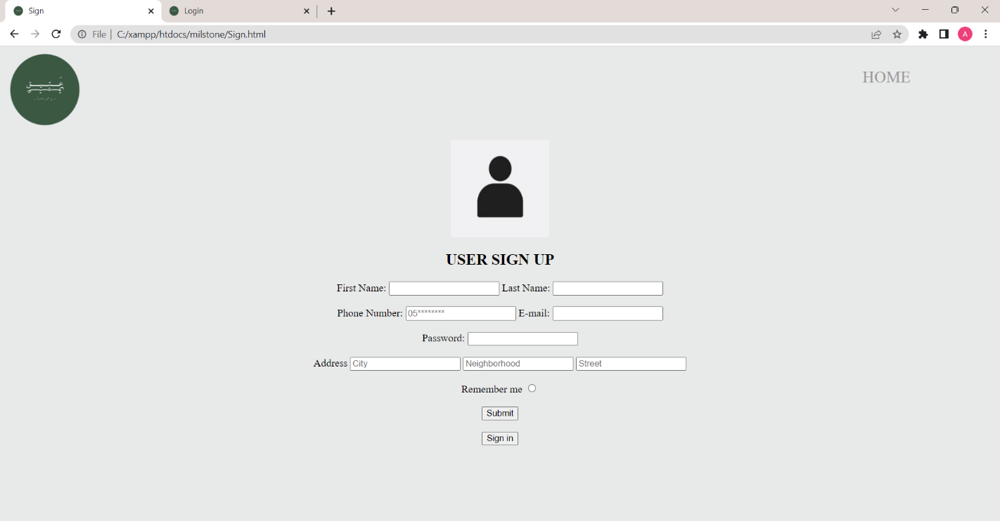 Sign
Login
File
C:/xampp/htdocs/milstone/Sign.html
A
HOME
عَتِيق
USER SIGN UP
First Name: Last Name:
Phone Number: 05******** E-mail:
Password:
Address City Neighborhood Street
Remember me
Submit
Sign in